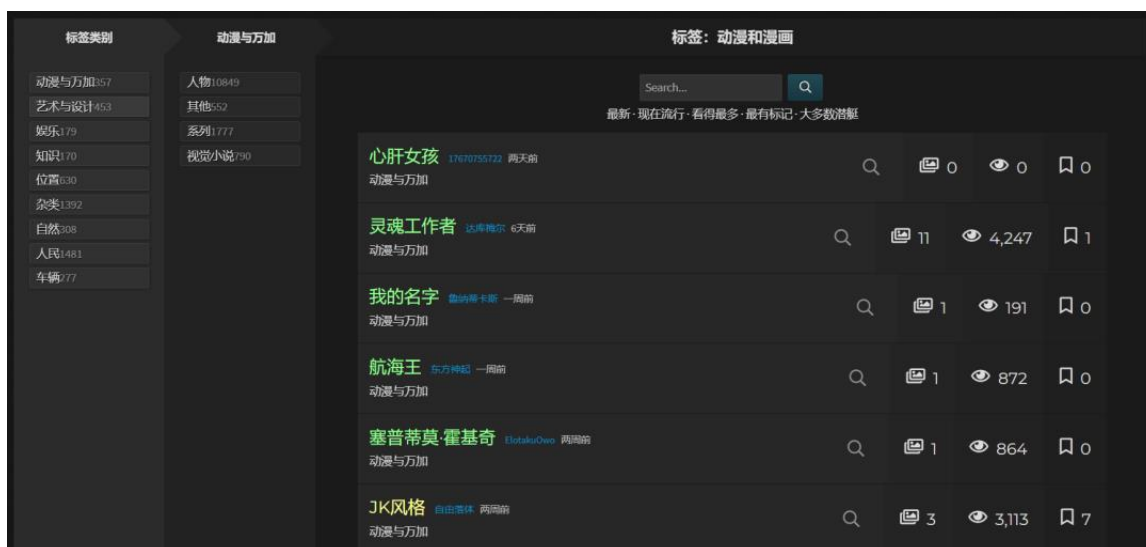 标签类别
动漫与万加
标签：动漫和漫画
动漫与万加357
艺术与设计453
娱乐179
知识170
位置630
杂类1392
自然308
人民1481
车辆277
人物10849
其他552
系列1777
视觉小说790
Search...
最新·现在流行·看得最多·最有标记·大多数潜艇
心肝女孩 17670755722 两天前
动漫与万加
0 0 0
灵魂工作者 达库梅尔 6天前
动漫与万加
11 4,247 1
我的名字 鲁纳蒂卡斯 一周前
动漫与万加
1 191 0
航海王 东方神起 一周前
动漫与万加
1 872 0
塞普蒂莫·霍基奇 ElotakuOwo 两周前
动漫与万加
1 864 0
JK风格 自由落体 两周前
动漫与万加
3 3,113 7